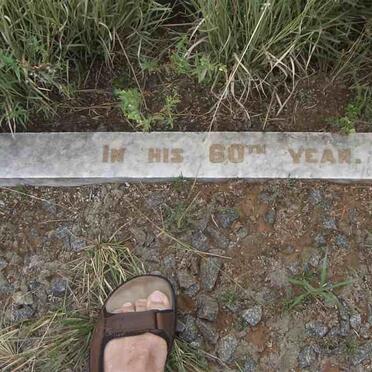 IN HIS 60TH YEAR.